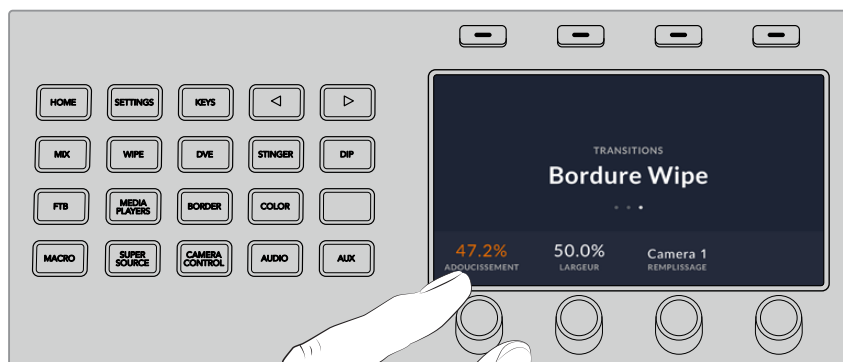 HOME SETTINGS KEYS
MIX WIPE DVE STINGER DIP
FTB MEDIA PLAYERS BORDER COLOR
MACRO SUPER SOURCE CAMERA CONTROL AUDIO AUX
TRANSITIONS
Bordure Wipe
47.2% 50.0% Camera 1
ADOUCISSEMENT LARGEUR REMPLISSAGE